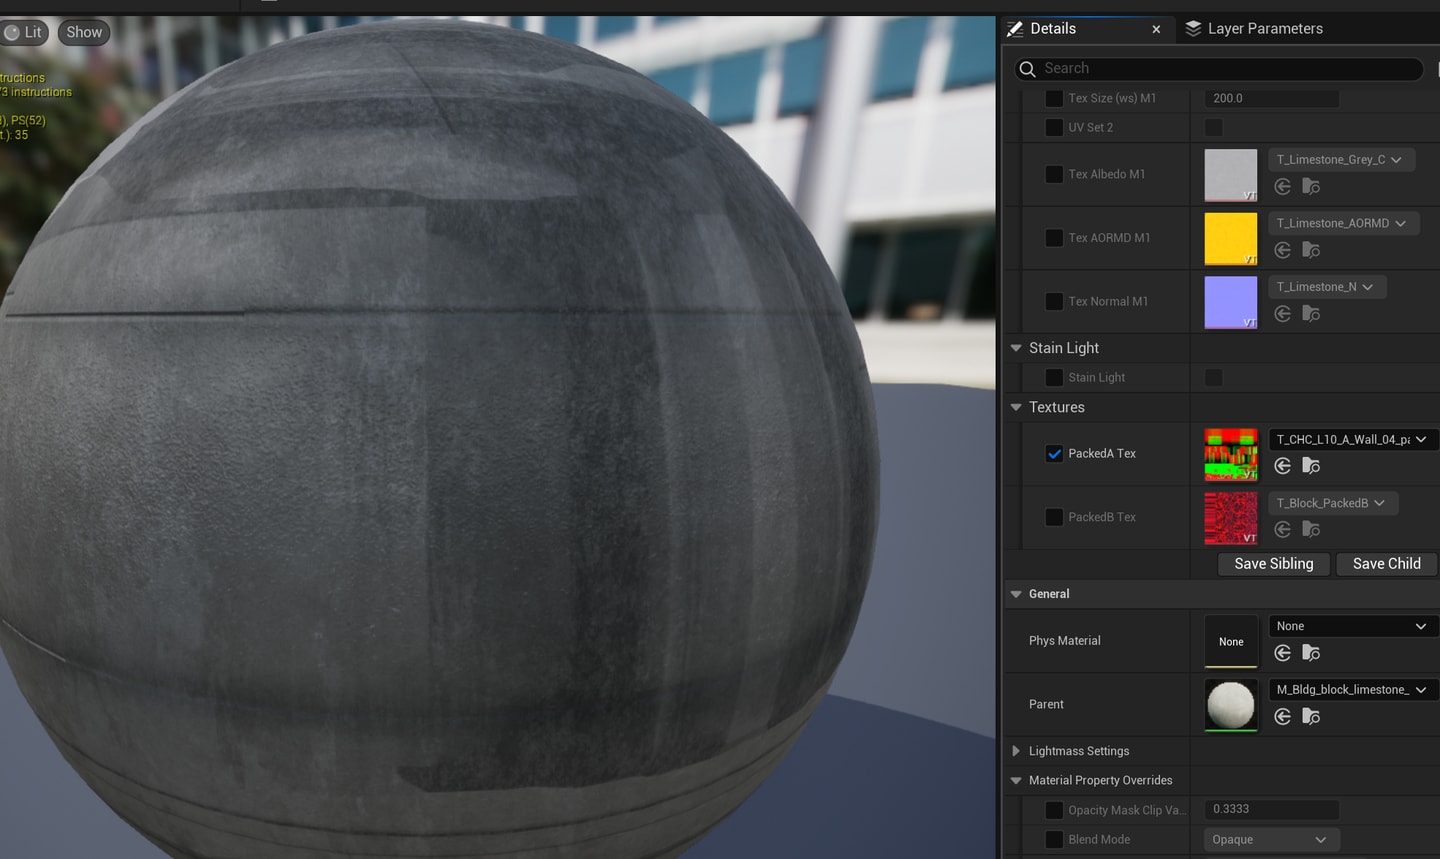 Lit
Show
tructions
73 instructions
), PS(52)
t.): 35
Details
Layer Parameters
Search
Tex Size (ws) M1
200.0
UV Set 2
Tex Albedo M1
VT
T_Limestone_Grey_C
Tex AORMD M1
VT
T_Limestone_AORMD
Tex Normal M1
VT
T_Limestone_N
Stain Light
Stain Light
Textures
PackedA Tex
VT
T_CHC_L10_A_Wall_04_pa
PackedB Tex
VT
T_Block_PackedB
Save Sibling
Save Child
General
Phys Material
None
None
Parent
M_Bldg_block_limestone_
Lightmass Settings
Material Property Overrides
Opacity Mask Clip Va...
0.3333
Blend Mode
Opaque